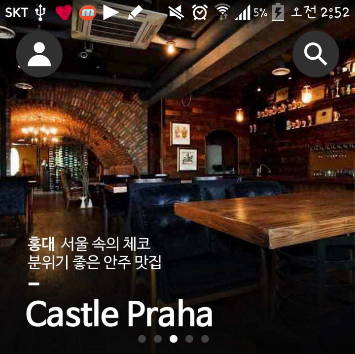 SKT 5% 오전 2:52
홍대 서울 속의 체코
분위기 좋은 안주 맛집
Castle Praha